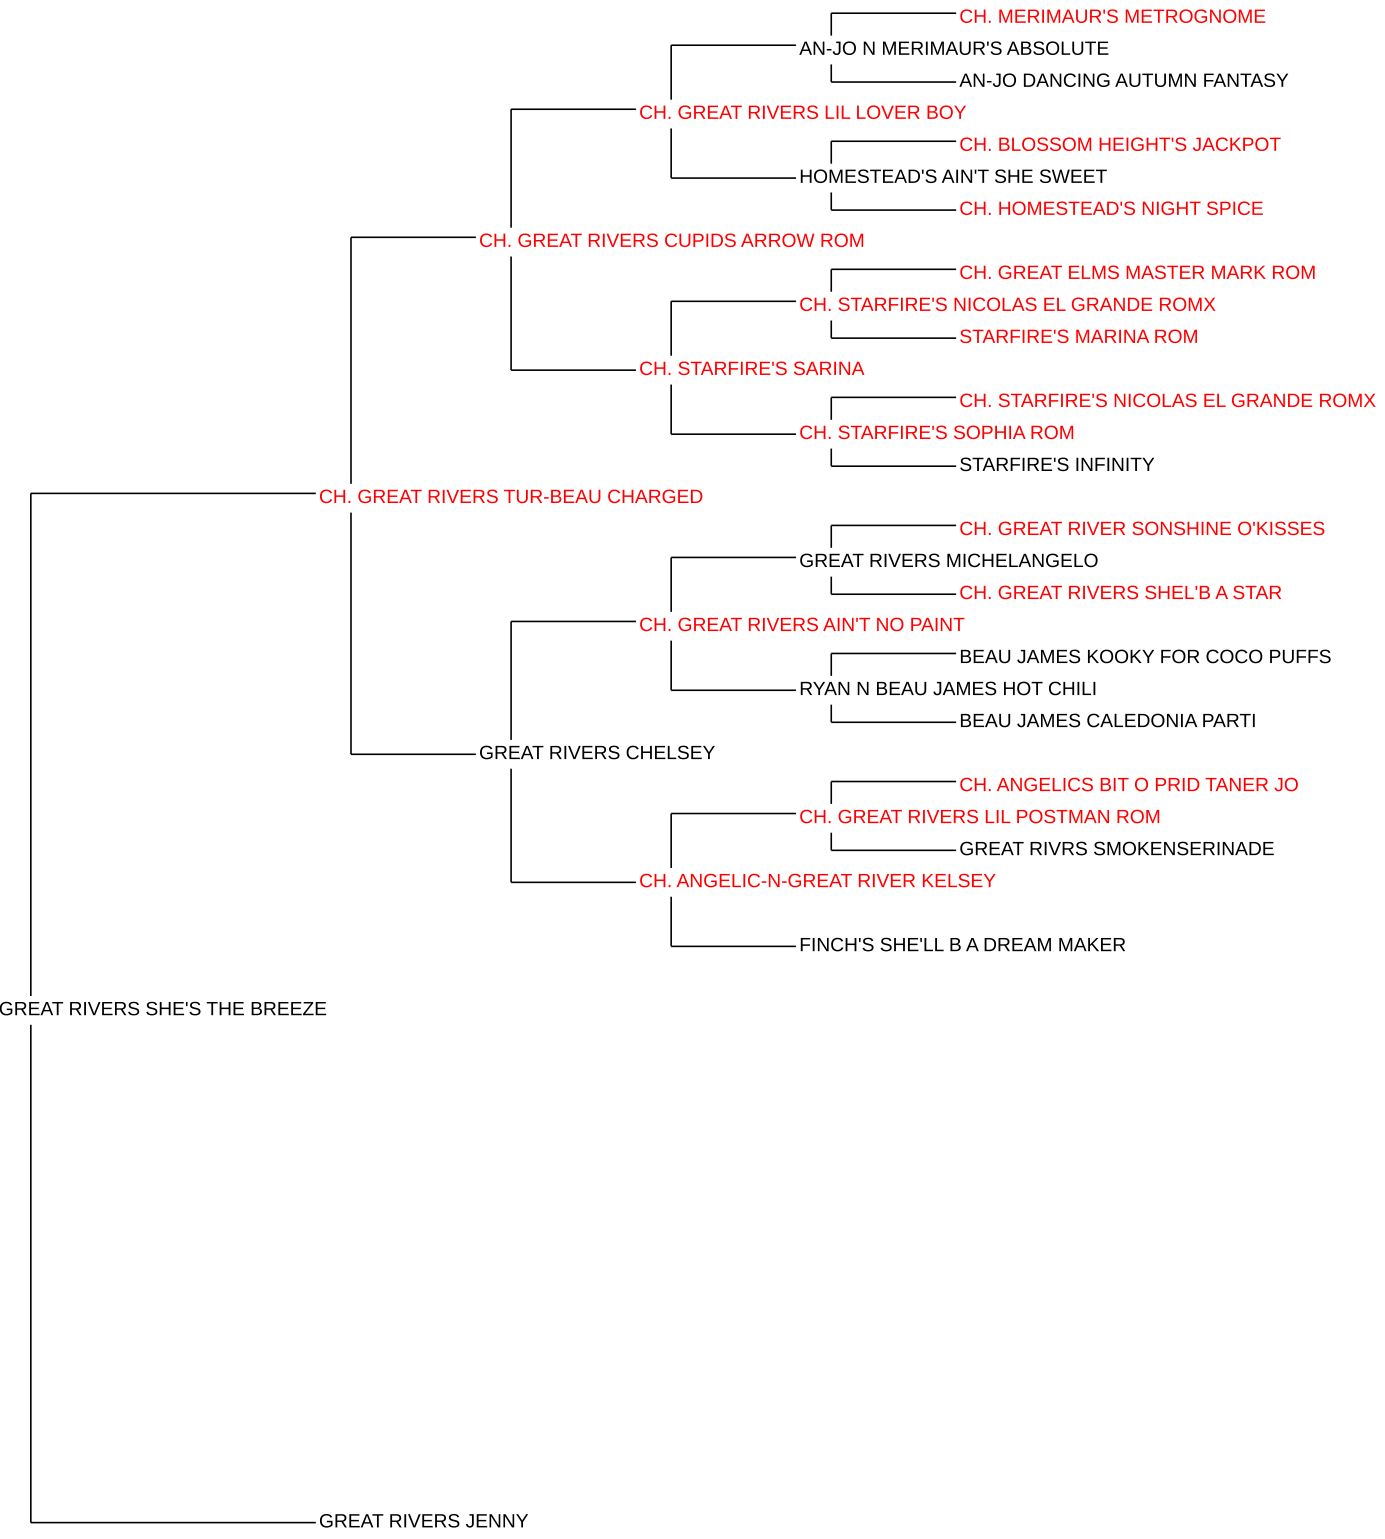 CH. MERIMAUR'S METROGNOME
AN-JO N MERIMAUR'S ABSOLUTE
AN-JO DANCING AUTUMN FANTASY
CH. GREAT RIVERS LIL LOVER BOY
CH. BLOSSOM HEIGHT'S JACKPOT
HOMESTEAD'S AIN'T SHE SWEET
CH. HOMESTEAD'S NIGHT SPICE
CH. GREAT RIVERS CUPIDS ARROW ROM
CH. GREAT ELMS MASTER MARK ROM
CH. STARFIRE'S NICOLAS EL GRANDE ROMX
STARFIRE'S MARINA ROM
CH. STARFIRE'S SARINA
CH. STARFIRE'S NICOLAS EL GRANDE ROMX
CH. STARFIRE'S SOPHIA ROM
STARFIRE'S INFINITY
CH. GREAT RIVERS TUR-BEAU CHARGED
CH. GREAT RIVER SONSHINE O'KISSES
GREAT RIVERS MICHELANGELO
CH. GREAT RIVERS SHEL'B A STAR
CH. GREAT RIVERS AIN'T NO PAINT
BEAU JAMES KOOKY FOR COCO PUFFS
RYAN N BEAU JAMES HOT CHILI
BEAU JAMES CALEDONIA PARTI
GREAT RIVERS CHELSEY
CH. ANGELICS BIT O PRID TANER JO
CH. GREAT RIVERS LIL POSTMAN ROM
GREAT RIVRS SMOKENSERINADE
CH. ANGELIC-N-GREAT RIVER KELSEY
FINCH'S SHE'LL B A DREAM MAKER
GREAT RIVERS SHE'S THE BREEZE
GREAT RIVERS JENNY